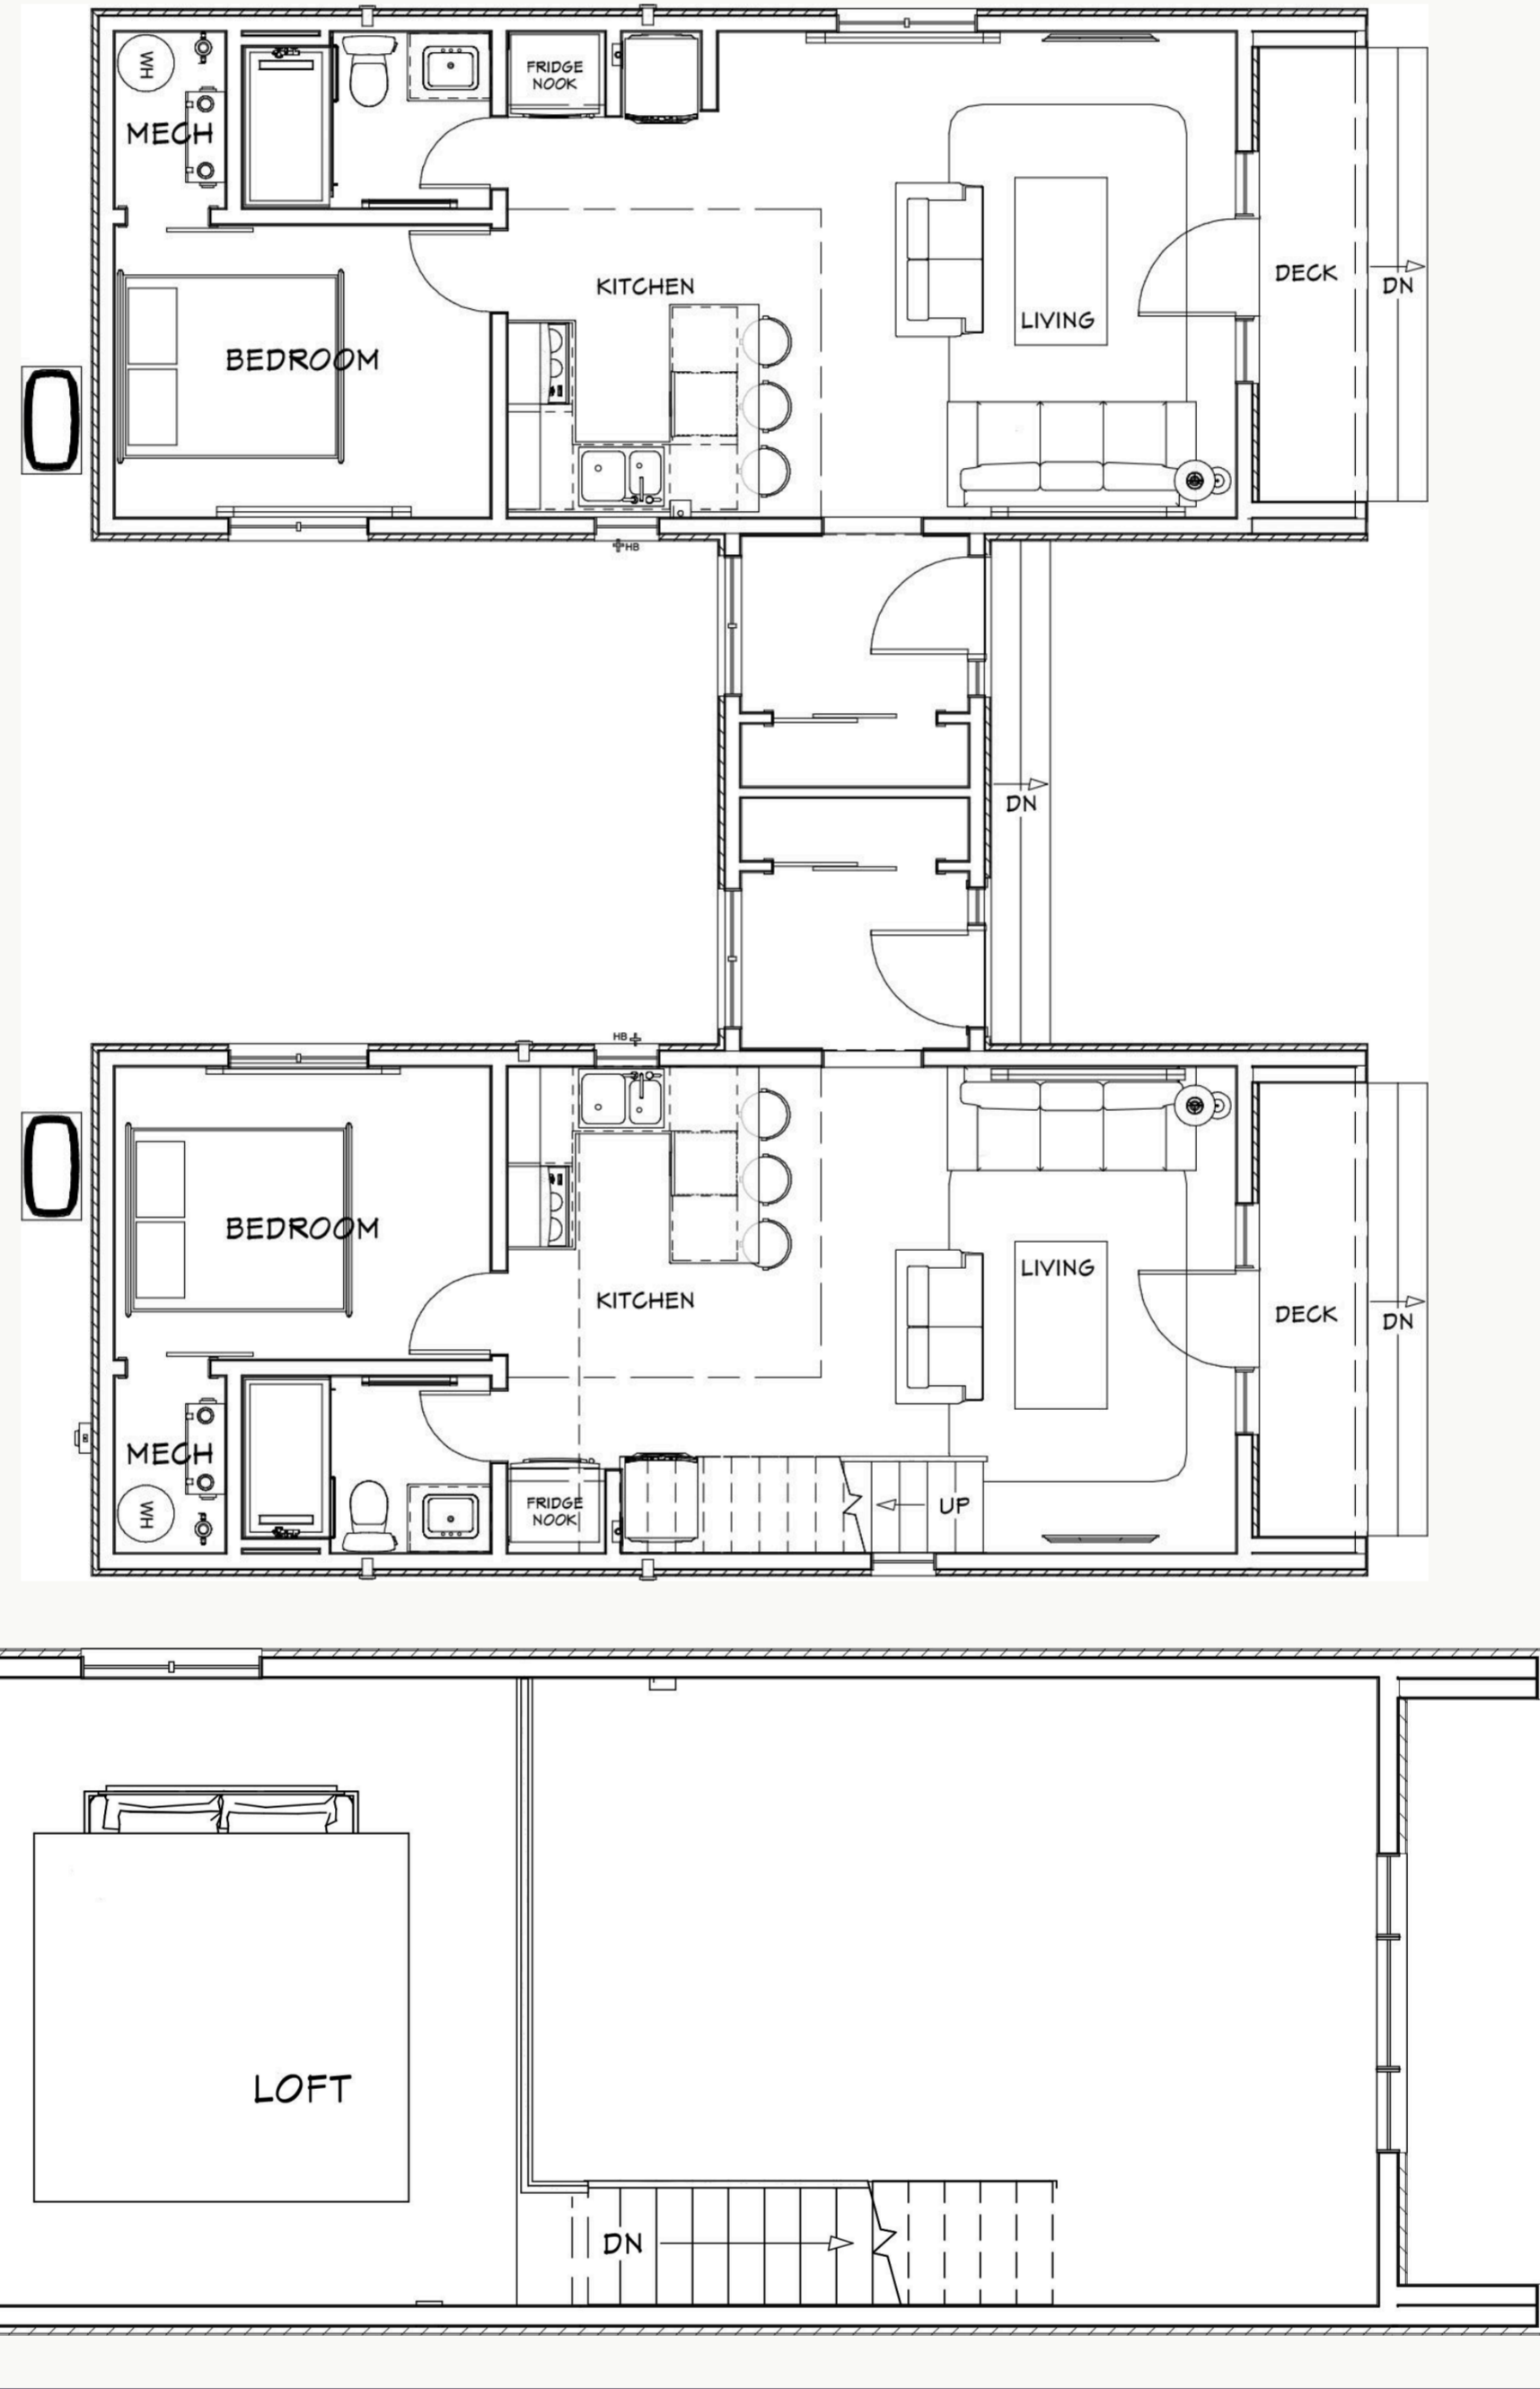 WH
FRIDGE
NOOK
MECH
KITCHEN
DECK
DN
LIVING
BEDROOM
HB
DN
HB
BEDROOM
LIVING
KITCHEN
DECK
DN
MECH
WH
FRIDGE
NOOK
UP
LOFT
DN